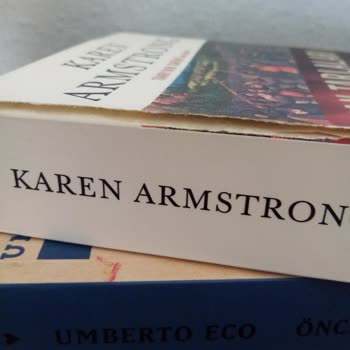 KAREN
ARMSTRONG
KAREN ARMSTRON
S
UMBERTO ECO ÖNC